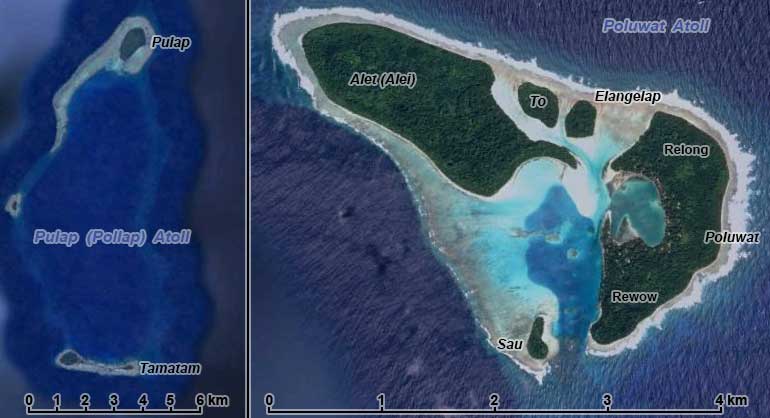 Pulap
Pulap (Pollap) Atoll
Tamatam
0 1 2 3 4 5 6 km
Poluwat Atoll
Alet (Alei)
To
Elangelap
Relong
Poluwat
Rewow
Sau
0 1 2 3 4 km